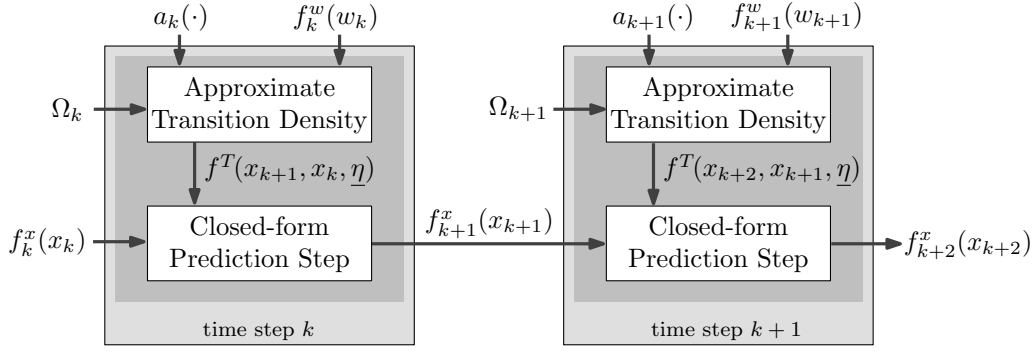 a_k(·) f_k^w(w_k) a_{k+1}(·) f_{k+1}^w(w_{k+1})
Ω_k
Approximate
Transition Density
Ω_{k+1}
Approximate
Transition Density
f^T(x_{k+1}, x_k, η) f^T(x_{k+2}, x_{k+1}, η)
f_k^x(x_k)
Closed-form
Prediction Step
f_{k+1}^x(x_{k+1})
Closed-form
Prediction Step
f_{k+2}^x(x_{k+2})
time step k
time step k + 1